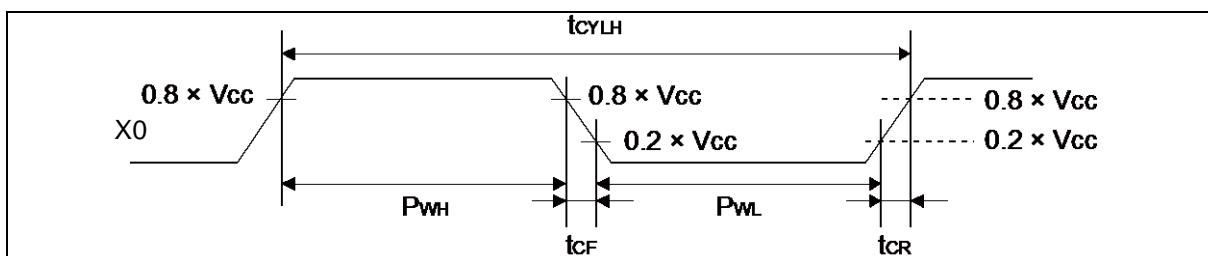 tCYLH
0.8 × Vcc
0.8 × Vcc
0.8 × Vcc
X0
0.2 × Vcc
0.2 × Vcc
PWH
PWL
tCF
tCR